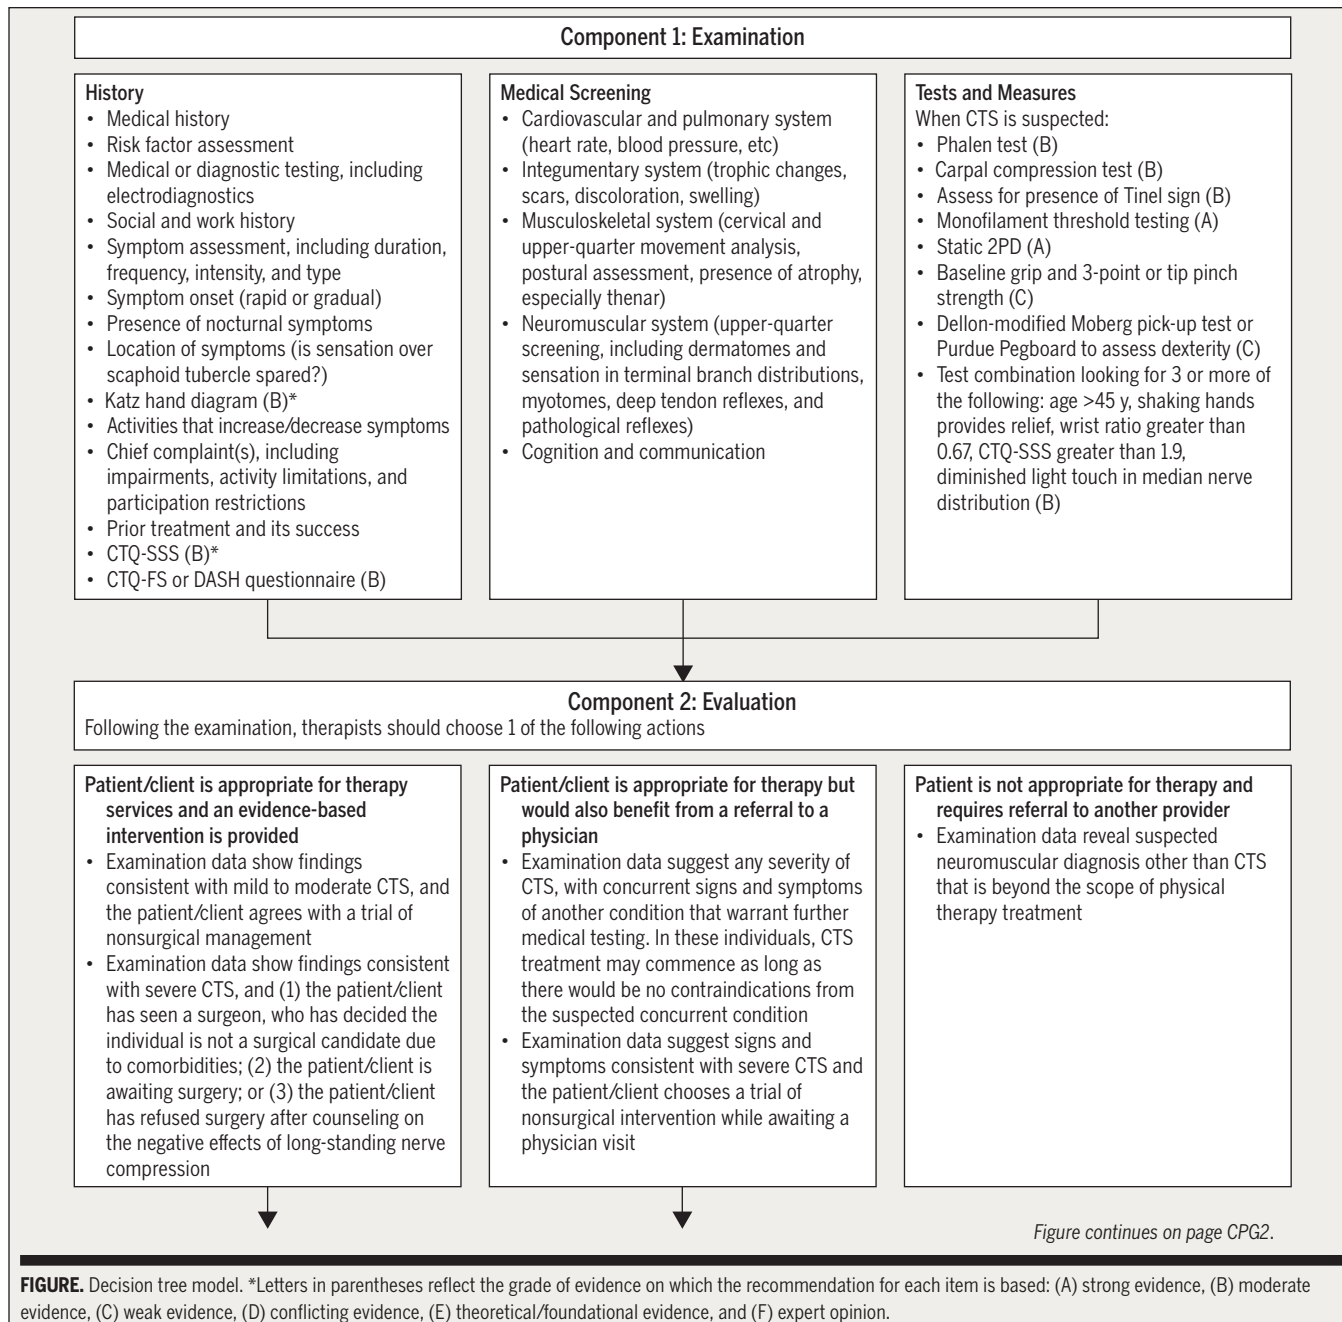 Component 1: Examination
History
• Medical history
• Risk factor assessment
• Medical or diagnostic testing, including
electrodiagnostics
• Social and work history
• Symptom assessment, including duration,
frequency, intensity, and type
• Symptom onset (rapid or gradual)
• Presence of nocturnal symptoms
• Location of symptoms (is sensation over
scaphoid tubercle spared?)
• Katz hand diagram (B)*
• Activities that increase/decrease symptoms
• Chief complaint(s), including
impairments, activity limitations, and
participation restrictions
• Prior treatment and its success
• CTQ-SSS (B)*
• CTQ-FS or DASH questionnaire (B)
Medical Screening
• Cardiovascular and pulmonary system
(heart rate, blood pressure, etc)
• Integumentary system (trophic changes,
scars, discoloration, swelling)
• Musculoskeletal system (cervical and
upper-quarter movement analysis,
postural assessment, presence of atrophy,
especially thenar)
• Neuromuscular system (upper-quarter
screening, including dermatomes and
sensation in terminal branch distributions,
myotomes, deep tendon reflexes, and
pathological reflexes)
• Cognition and communication
Tests and Measures
When CTS is suspected:
• Phalen test (B)
• Carpal compression test (B)
• Assess for presence of Tinel sign (B)
• Monofilament threshold testing (A)
• Static 2PD (A)
• Baseline grip and 3-point or tip pinch
strength (C)
• Dellon-modified Moberg pick-up test or
Purdue Pegboard to assess dexterity (C)
• Test combination looking for 3 or more of
the following: age >45 y, shaking hands
provides relief, wrist ratio greater than
0.67, CTQ-SSS greater than 1.9,
diminished light touch in median nerve
distribution (B)
Component 2: Evaluation
Following the examination, therapists should choose 1 of the following actions
Patient/client is appropriate for therapy
services and an evidence-based
intervention is provided
• Examination data show findings
consistent with mild to moderate CTS, and
the patient/client agrees with a trial of
nonsurgical management
• Examination data show findings consistent
with severe CTS, and (1) the patient/client
has seen a surgeon, who has decided the
individual is not a surgical candidate due
to comorbidities; (2) the patient/client is
awaiting surgery; or (3) the patient/client
has refused surgery after counseling on
the negative effects of long-standing nerve
compression
Patient/client is appropriate for therapy but
would also benefit from a referral to a
physician
• Examination data suggest any severity of
CTS, with concurrent signs and symptoms
of another condition that warrant further
medical testing. In these individuals, CTS
treatment may commence as long as
there would be no contraindications from
the suspected concurrent condition
• Examination data suggest signs and
symptoms consistent with severe CTS and
the patient/client chooses a trial of
nonsurgical intervention while awaiting a
physician visit
Patient is not appropriate for therapy and
requires referral to another provider
• Examination data reveal suspected
neuromuscular diagnosis other than CTS
that is beyond the scope of physical
therapy treatment
Figure continues on page CPG2.
FIGURE. Decision tree model. *Letters in parentheses reflect the grade of evidence on which the recommendation for each item is based: (A) strong evidence, (B) moderate
evidence, (C) weak evidence, (D) conflicting evidence, (E) theoretical/foundational evidence, and (F) expert opinion.